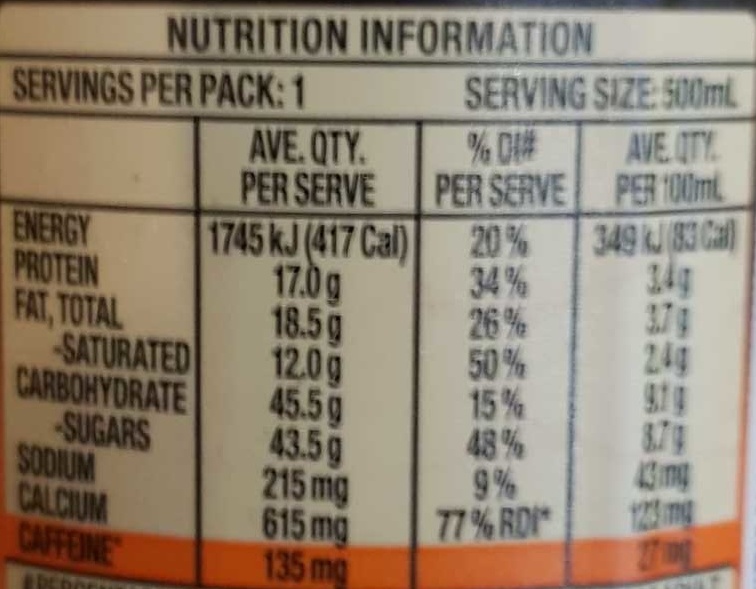 NUTRITION INFORMATION
SERVINGS PER PACK: 1 SERVING SIZE: 500mL
AVE. QTY. PER SERVE % DI# PER SERVE AVE. QTY. PER 100mL
ENERGY 1745 kJ (417 Cal) 20% 349 kJ (83 Cal)
PROTEIN 17.0 g 34% 3.4 g
FAT, TOTAL 18.5 g 26% 3.7 g
-SATURATED 12.0 g 50% 2.4 g
CARBOHYDRATE 45.5 g 15% 9.1 g
-SUGARS 43.5 g 48% 8.7 g
SODIUM 215 mg 9% 43 mg
CALCIUM 615 mg 77% RDI* 123 mg
CAFFEINE^ 135 mg 27 mg